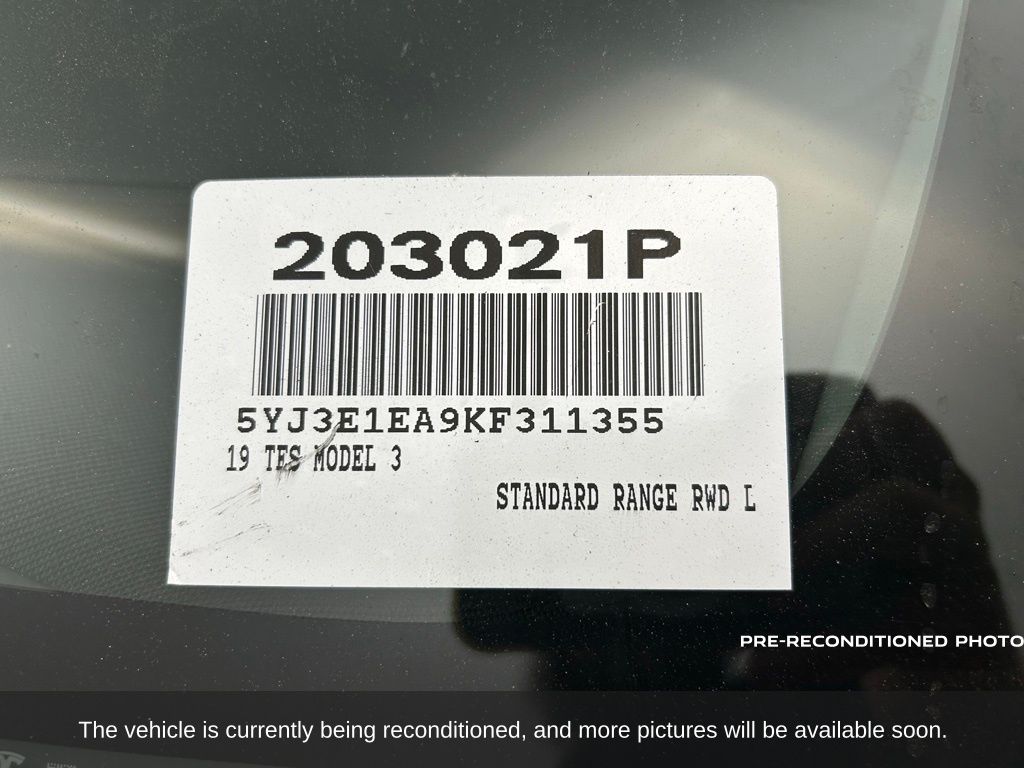 203021P
5YJ3E1EA9KF311355
19 TES MODEL 3
STANDARD RANGE RWD L
PRE-RECONDITIONED PHOTO
The vehicle is currently being reconditioned, and more pictures will be available soon.